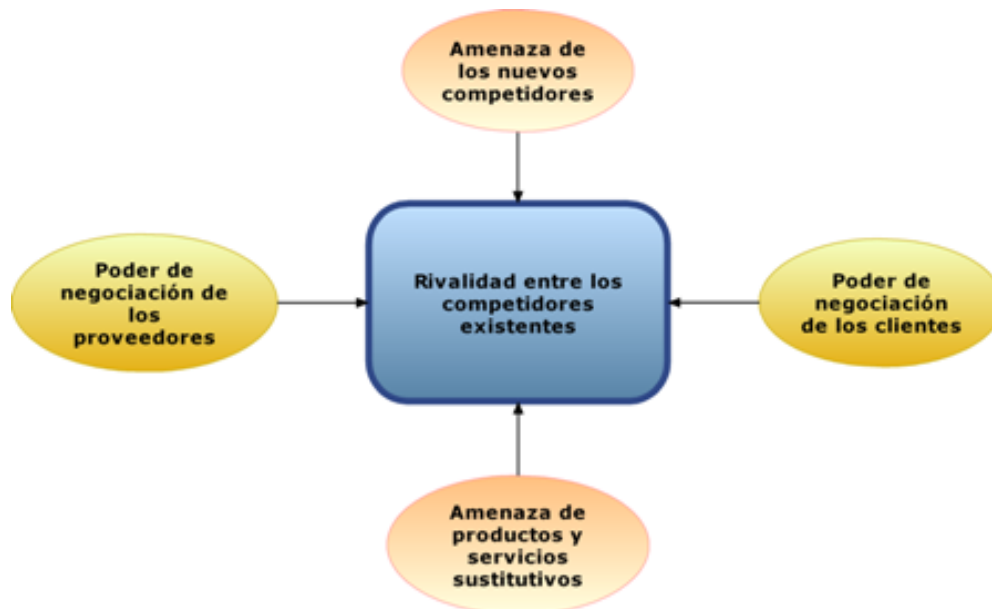 Amenaza de
los nuevos
competidores
Poder de
negociación de
los
proveedores
Rivalidad entre los
competidores
existentes
Poder de
negociación
de los clientes
Amenaza de
productos y
servicios
sustitutivos